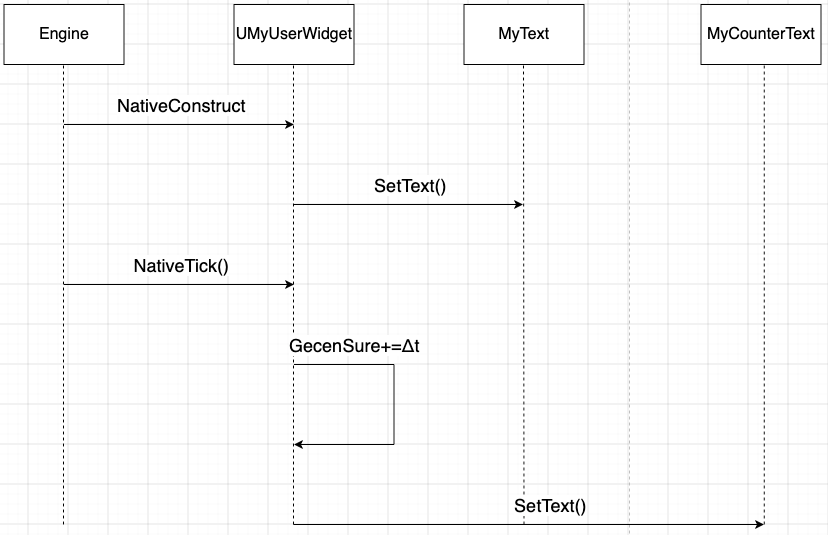 Engine
UMyUserWidget
MyText
MyCounterText
NativeConstruct
SetText()
NativeTick()
GecenSure+=Δt
SetText()